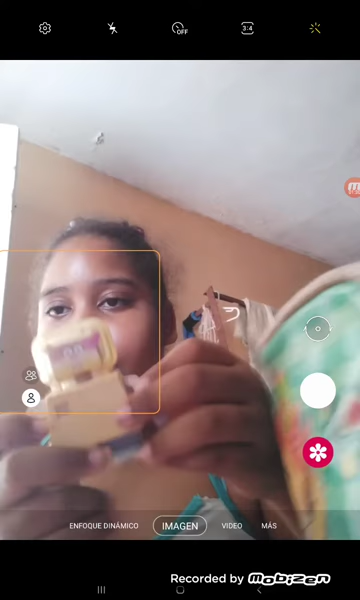 OFF
3:4
ENFOQUE DINÁMICO
IMAGEN
VIDEO
MÁS
Recorded by mobizen